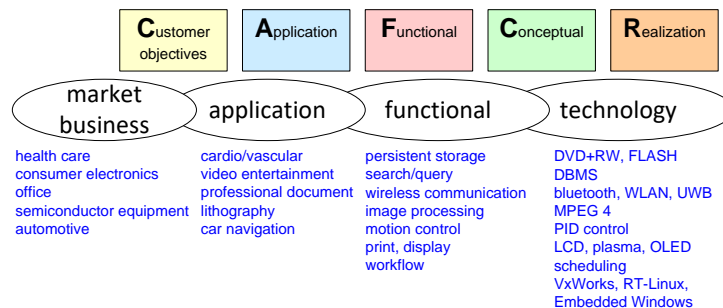 Customer objectives
Application
Functional
Conceptual
Realization
market business
application
functional
technology
health care
consumer electronics
office
semiconductor equipment
automotive
cardio/vascular
video entertainment
professional document
lithography
car navigation
persistent storage
search/query
wireless communication
image processing
motion control
print, display
workflow
DVD+RW, FLASH
DBMS
bluetooth, WLAN, UWB
MPEG 4
PID control
LCD, plasma, OLED
scheduling
VxWorks, RT-Linux,
Embedded Windows